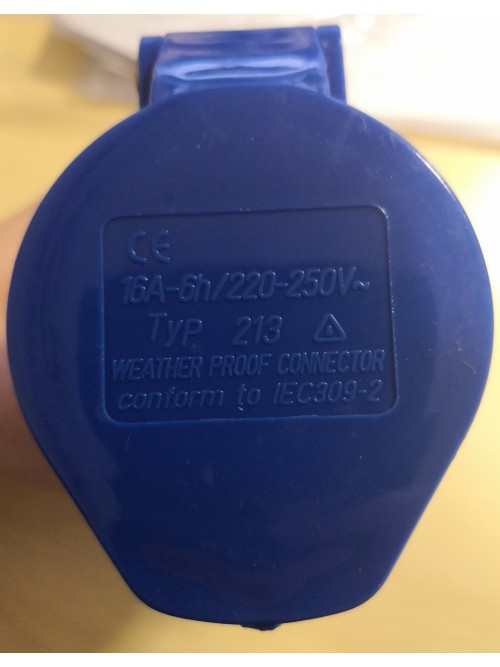 CE
16A-6h/220-250V~
Typ 213
WEATHER PROOF CONNECTOR
conform to IEC309-2